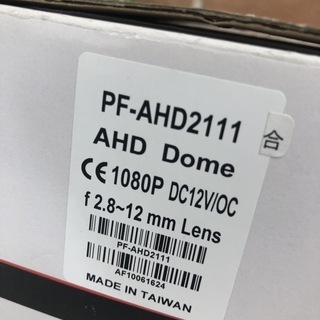 PF-AHD2111
AHD Dome
合
CE 1080P DC12V/OC
f 2.8~12 mm Lens
PF-AHD2111
AF10061624
MADE IN TAIWAN